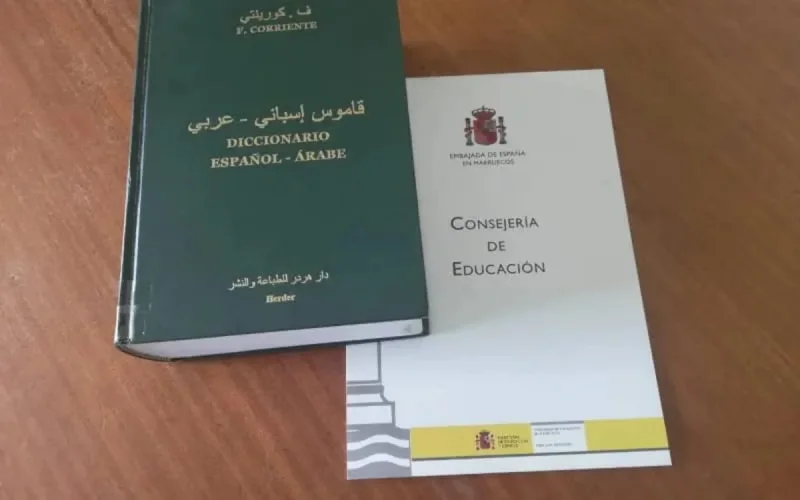 ف. كورينتي
F. CORRIENTE
قاموس إسباني - عربي
DICCIONARIO
ESPAÑOL - ÁRABE
دار هردر للطباعة والنشر
Herder
EMBAJADA DE ESPAÑA
EN MARRUECOS
CONSEJERÍA
DE
EDUCACIÓN